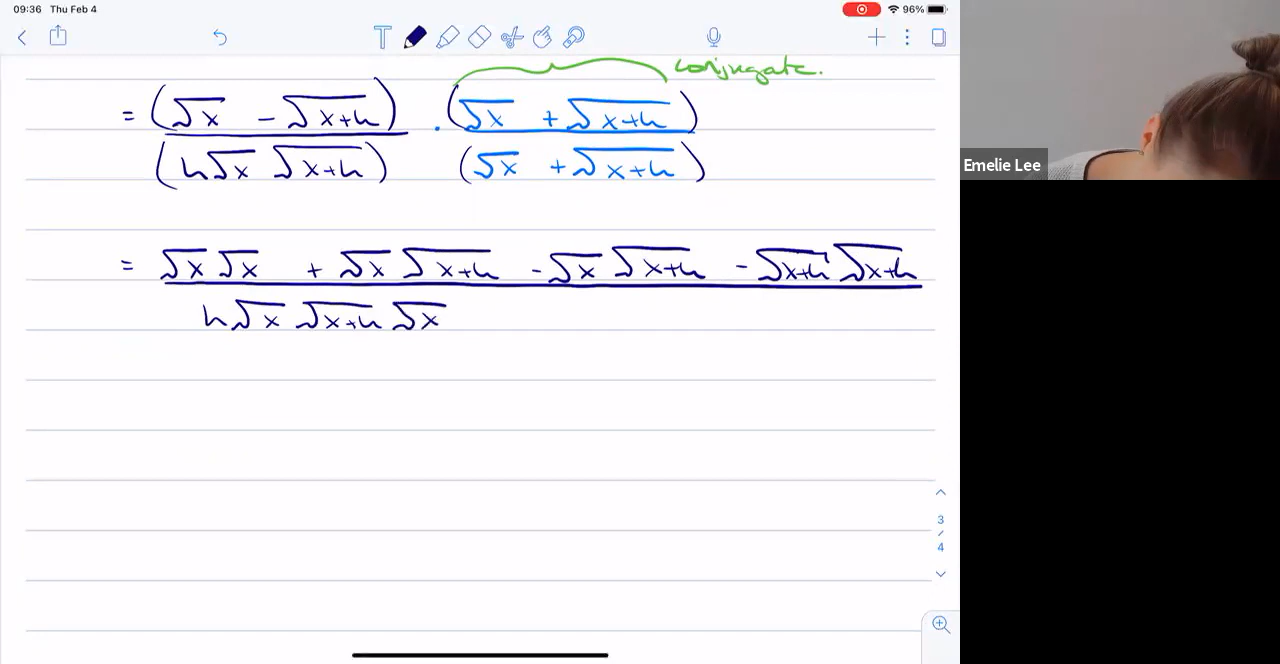 09:36 Thu Feb 4
96%
conjugate.
= (√x - √x+h) . (√x + √x+h)
(h√x √x+h) (√x + √x+h)
Emelie Lee
= √x √x + √x √x+h - √x √x+h - √x+h √x+h
h√x √x+h √x
3
/
4